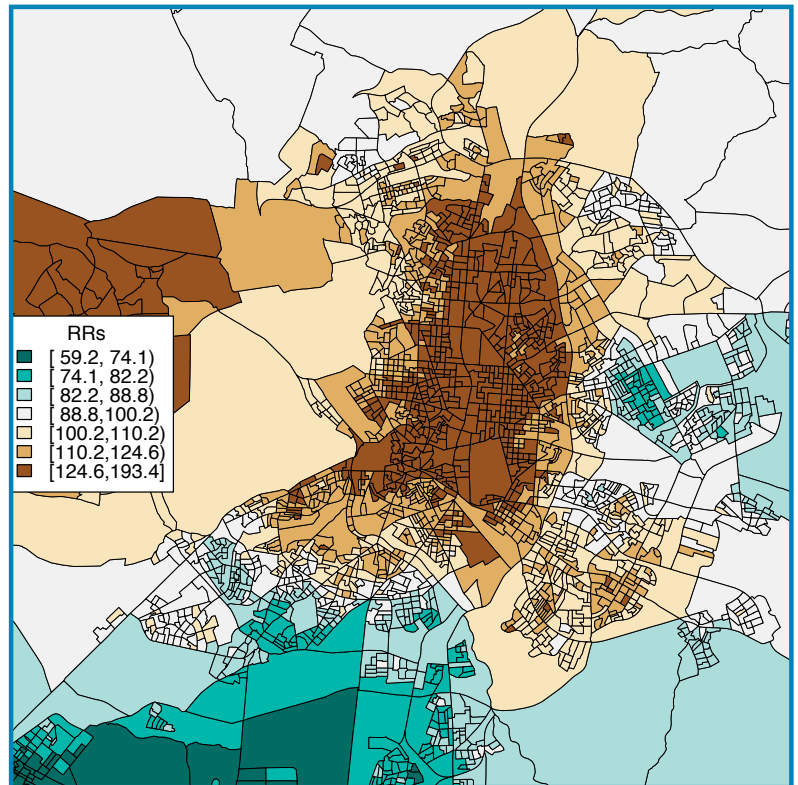 RRs
[ 59.2, 74.1)
[ 74.1, 82.2)
[ 82.2, 88.8)
[ 88.8,100.2)
[100.2,110.2)
[110.2,124.6)
[124.6,193.4]